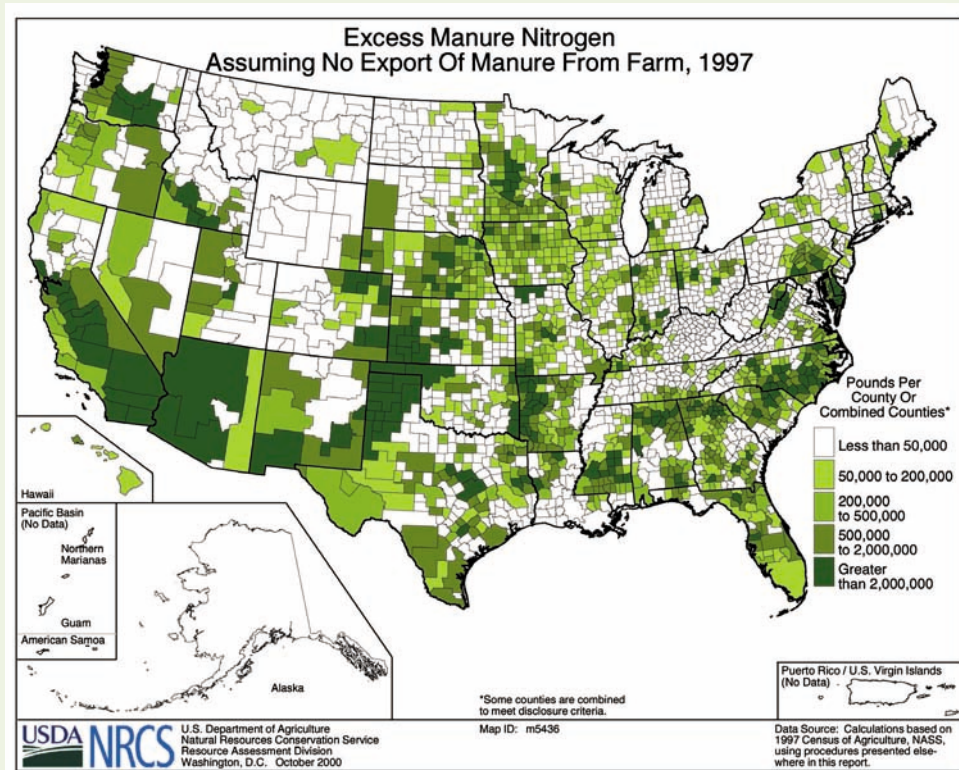 Excess Manure Nitrogen
Assuming No Export Of Manure From Farm, 1997
Pounds Per
County Or
Combined Counties*
Less than 50,000
50,000 to 200,000
200,000
to 500,000
500,000
to 2,000,000
Greater
than 2,000,000
Hawaii
Pacific Basin
(No Data)
Northern
Marianas
Guam
American Samoa
Alaska
*Some counties are combined
to meet disclosure criteria.
Puerto Rico / U.S. Virgin Islands
(No Data)
USDA NRCS
U.S. Department of Agriculture
Natural Resources Conservation Service
Resource Assessment Division
Washington, D.C. October 2000
Map ID: m5436
Data Source: Calculations based on
1997 Census of Agriculture, NASS,
using procedures presented else-
where in this report.